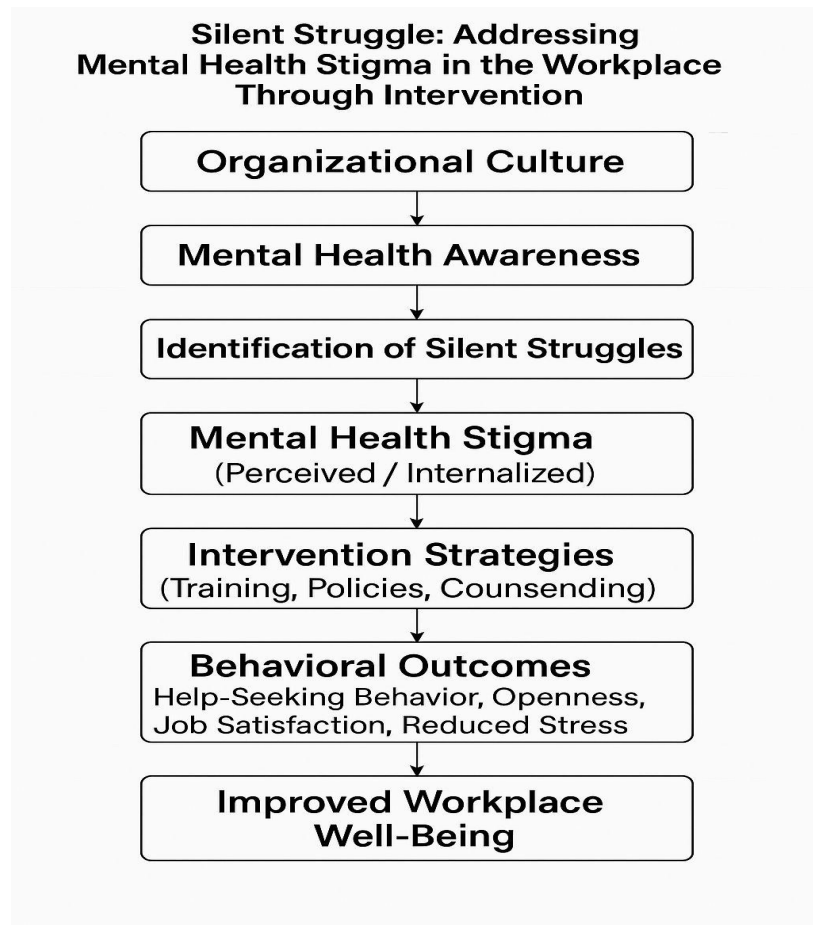 Silent Struggle: Addressing
Mental Health Stigma in the Workplace
Through Intervention
Organizational Culture
Mental Health Awareness
Identification of Silent Struggles
Mental Health Stigma
(Perceived / Internalized)
Intervention Strategies
(Training, Policies, Counsending)
Behavioral Outcomes
Help-Seeking Behavior, Openness,
Job Satisfaction, Reduced Stress
Improved Workplace
Well-Being